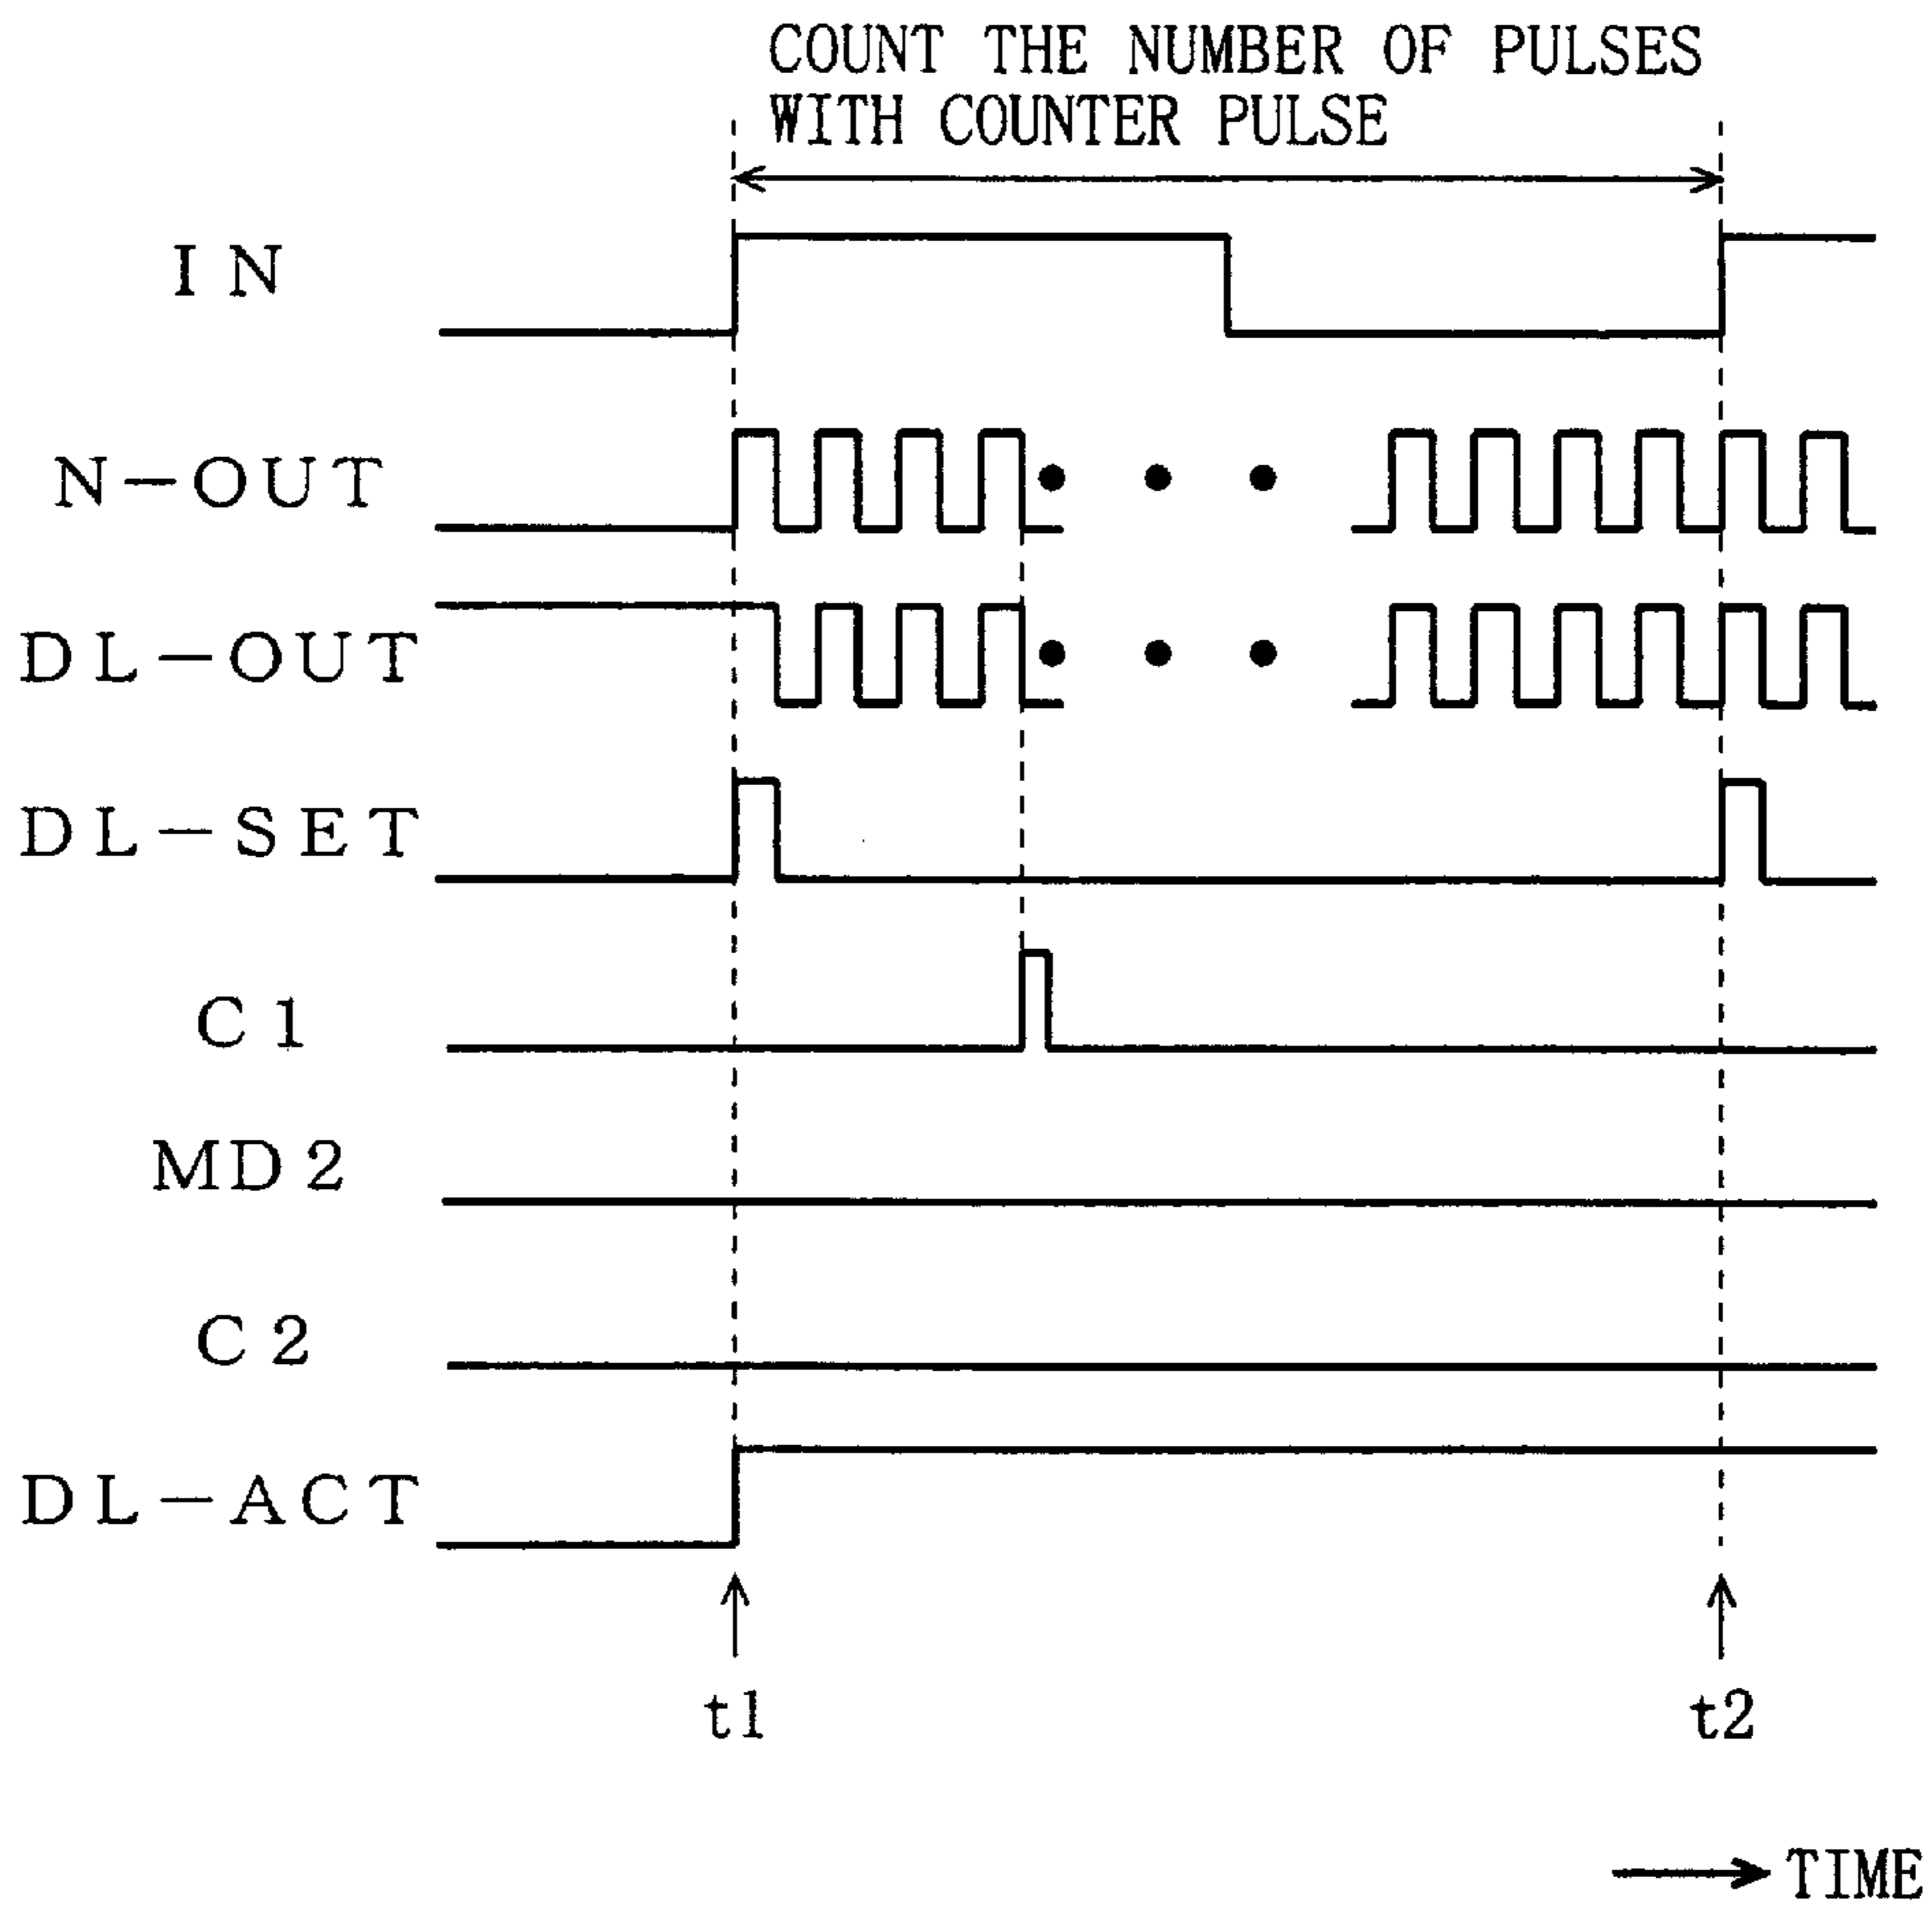 COUNT THE NUMBER OF PULSES
WITH COUNTER PULSE
IN
N-OUT
DL-OUT
DL-SET
C1
MD2
C2
DL-ACT
t1
t2
TIME